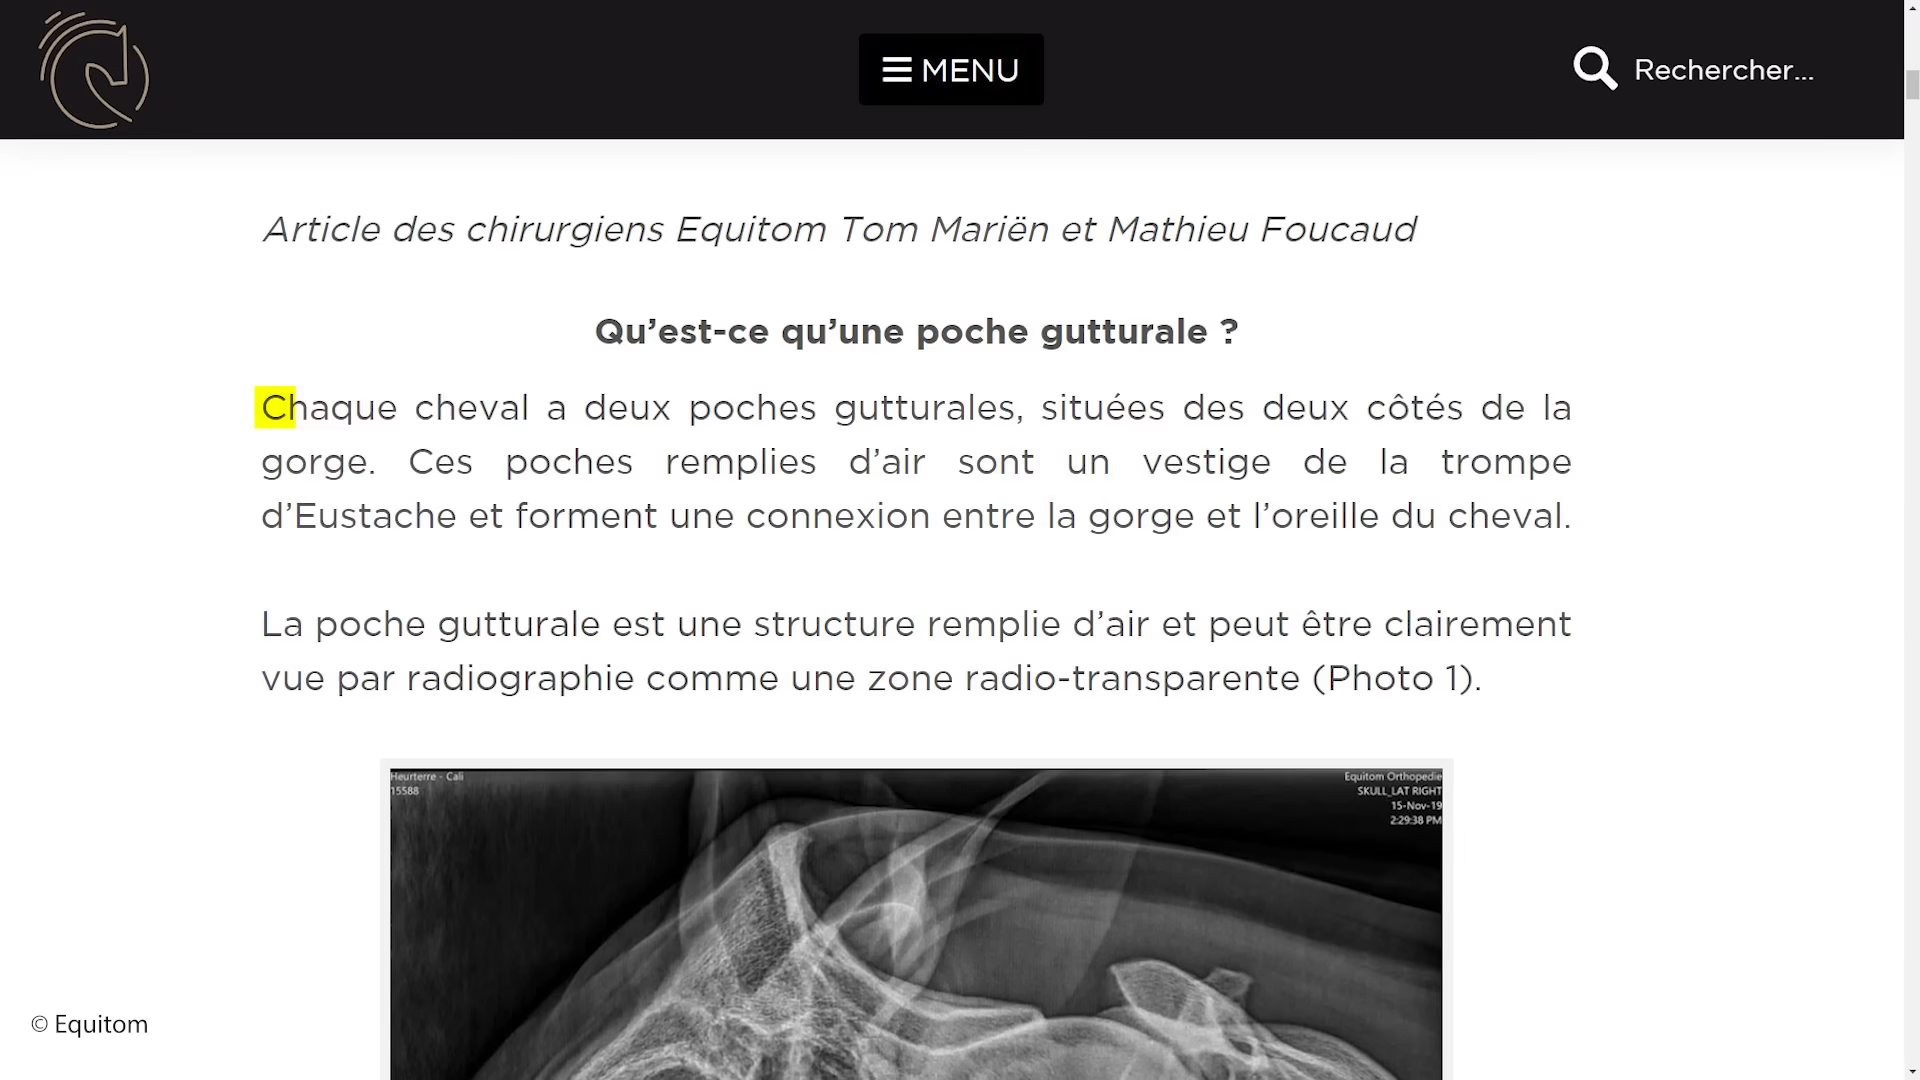 MENU
Rechercher...
Article des chirurgiens Equitom Tom Mariën et Mathieu Foucaud
Qu’est-ce qu’une poche gutturale ?
Chaque cheval a deux poches gutturales, situées des deux côtés de la
gorge. Ces poches remplies d’air sont un vestige de la trompe
d’Eustache et forment une connexion entre la gorge et l’oreille du cheval.
La poche gutturale est une structure remplie d’air et peut être clairement
vue par radiographie comme une zone radio-transparente (Photo 1).
Heurterre - Cali
15588
Equitom Orthopedie
SKULL_LAT RIGHT
15-Nov-19
2:29:38 PM
© Equitom